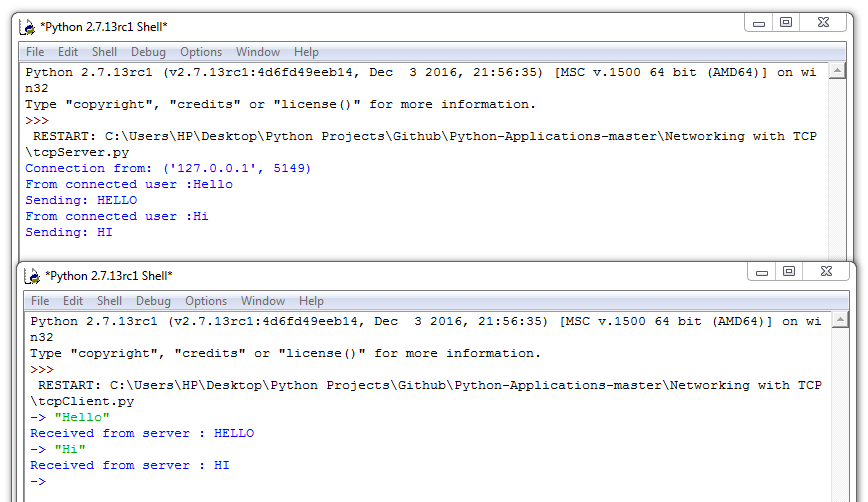 *Python 2.7.13rc1 Shell*
File Edit Shell Debug Options Window Help
Python 2.7.13rc1 (v2.7.13rc1:4d6fd49eeb14, Dec  3 2016, 21:56:35) [MSC v.1500 64 bit (AMD64)] on wi
n32
Type "copyright", "credits" or "license()" for more information.
>>>
 RESTART: C:\Users\HP\Desktop\Python Projects\Github\Python-Applications-master\Networking with TCP
\tcpServer.py
Connection from: ('127.0.0.1', 5149)
From connected user :Hello
Sending: HELLO
From connected user :Hi
Sending: HI
*Python 2.7.13rc1 Shell*
File Edit Shell Debug Options Window Help
Python 2.7.13rc1 (v2.7.13rc1:4d6fd49eeb14, Dec  3 2016, 21:56:35) [MSC v.1500 64 bit (AMD64)] on wi
n32
Type "copyright", "credits" or "license()" for more information.
>>>
 RESTART: C:\Users\HP\Desktop\Python Projects\Github\Python-Applications-master\Networking with TCP
\tcpClient.py
-> "Hello"
Received from server : HELLO
-> "Hi"
Received from server : HI
->